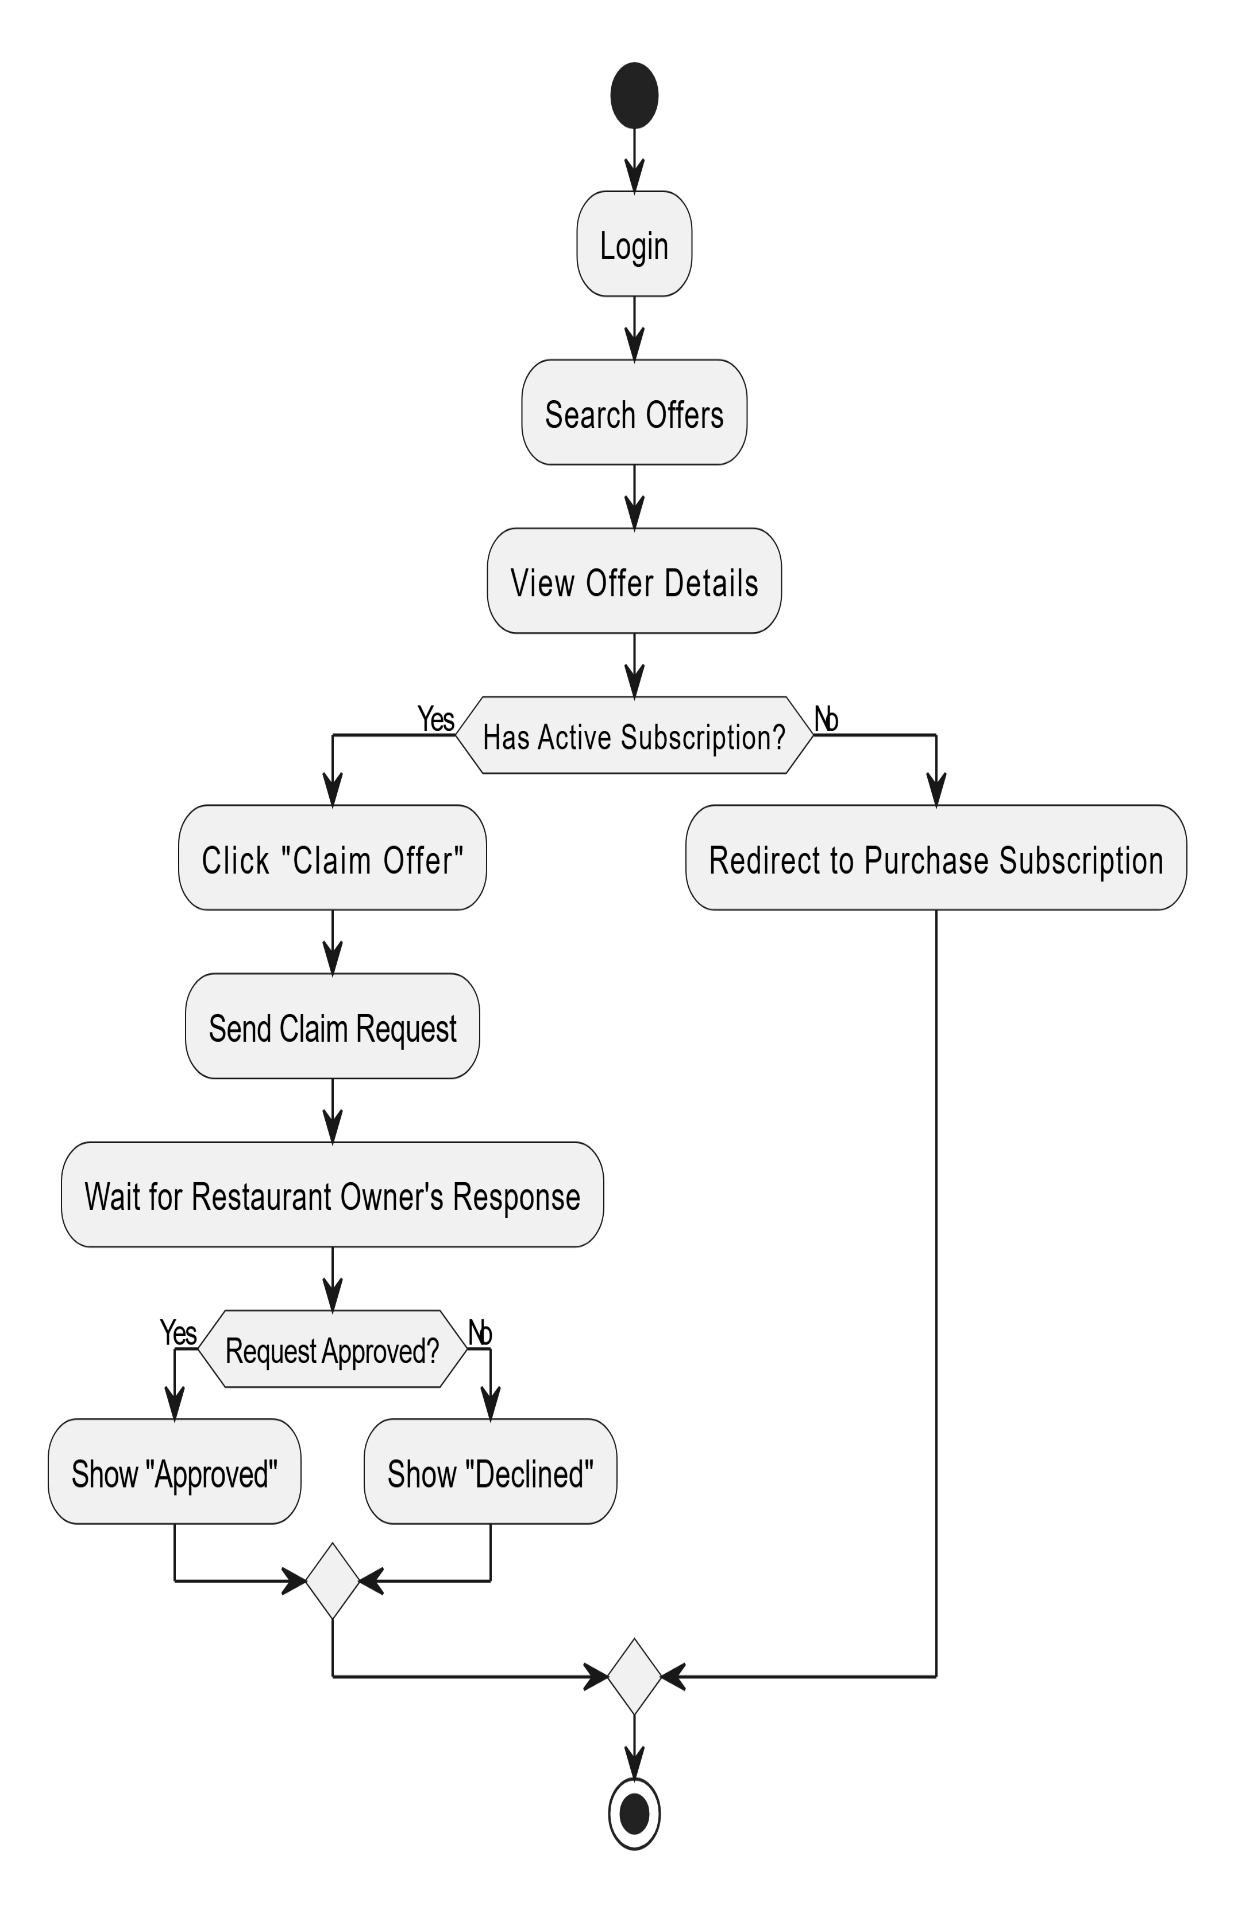 Login
Search Offers
View Offer Details
Yes
Has Active Subscription?
No
Click "Claim Offer"
Redirect to Purchase Subscription
Send Claim Request
Wait for Restaurant Owner's Response
Yes
Request Approved?
No
Show "Approved"
Show "Declined"